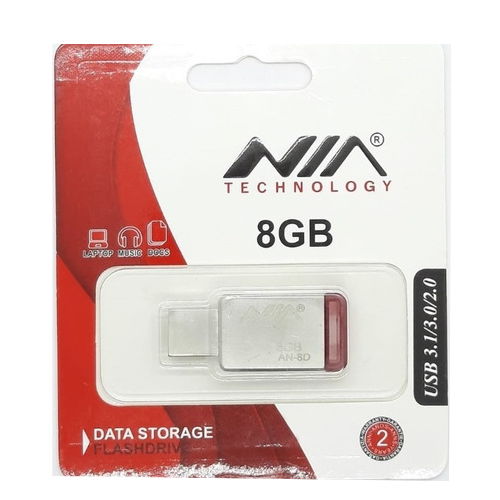 NIA®
TECHNOLOGY
8GB
LAPTOP MUSIC DOCS
NIA
8GB
AN-8D
USB 3.1/3.0/2.0
DATA STORAGE
FLASHDRIVE
2